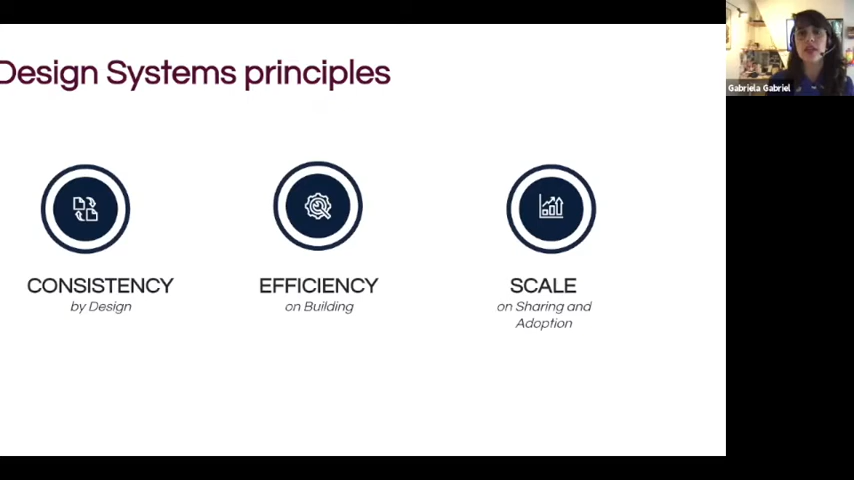 Design Systems principles
Gabriela Gabriel
CONSISTENCY
by Design
EFFICIENCY
on Building
SCALE
on Sharing and
Adoption